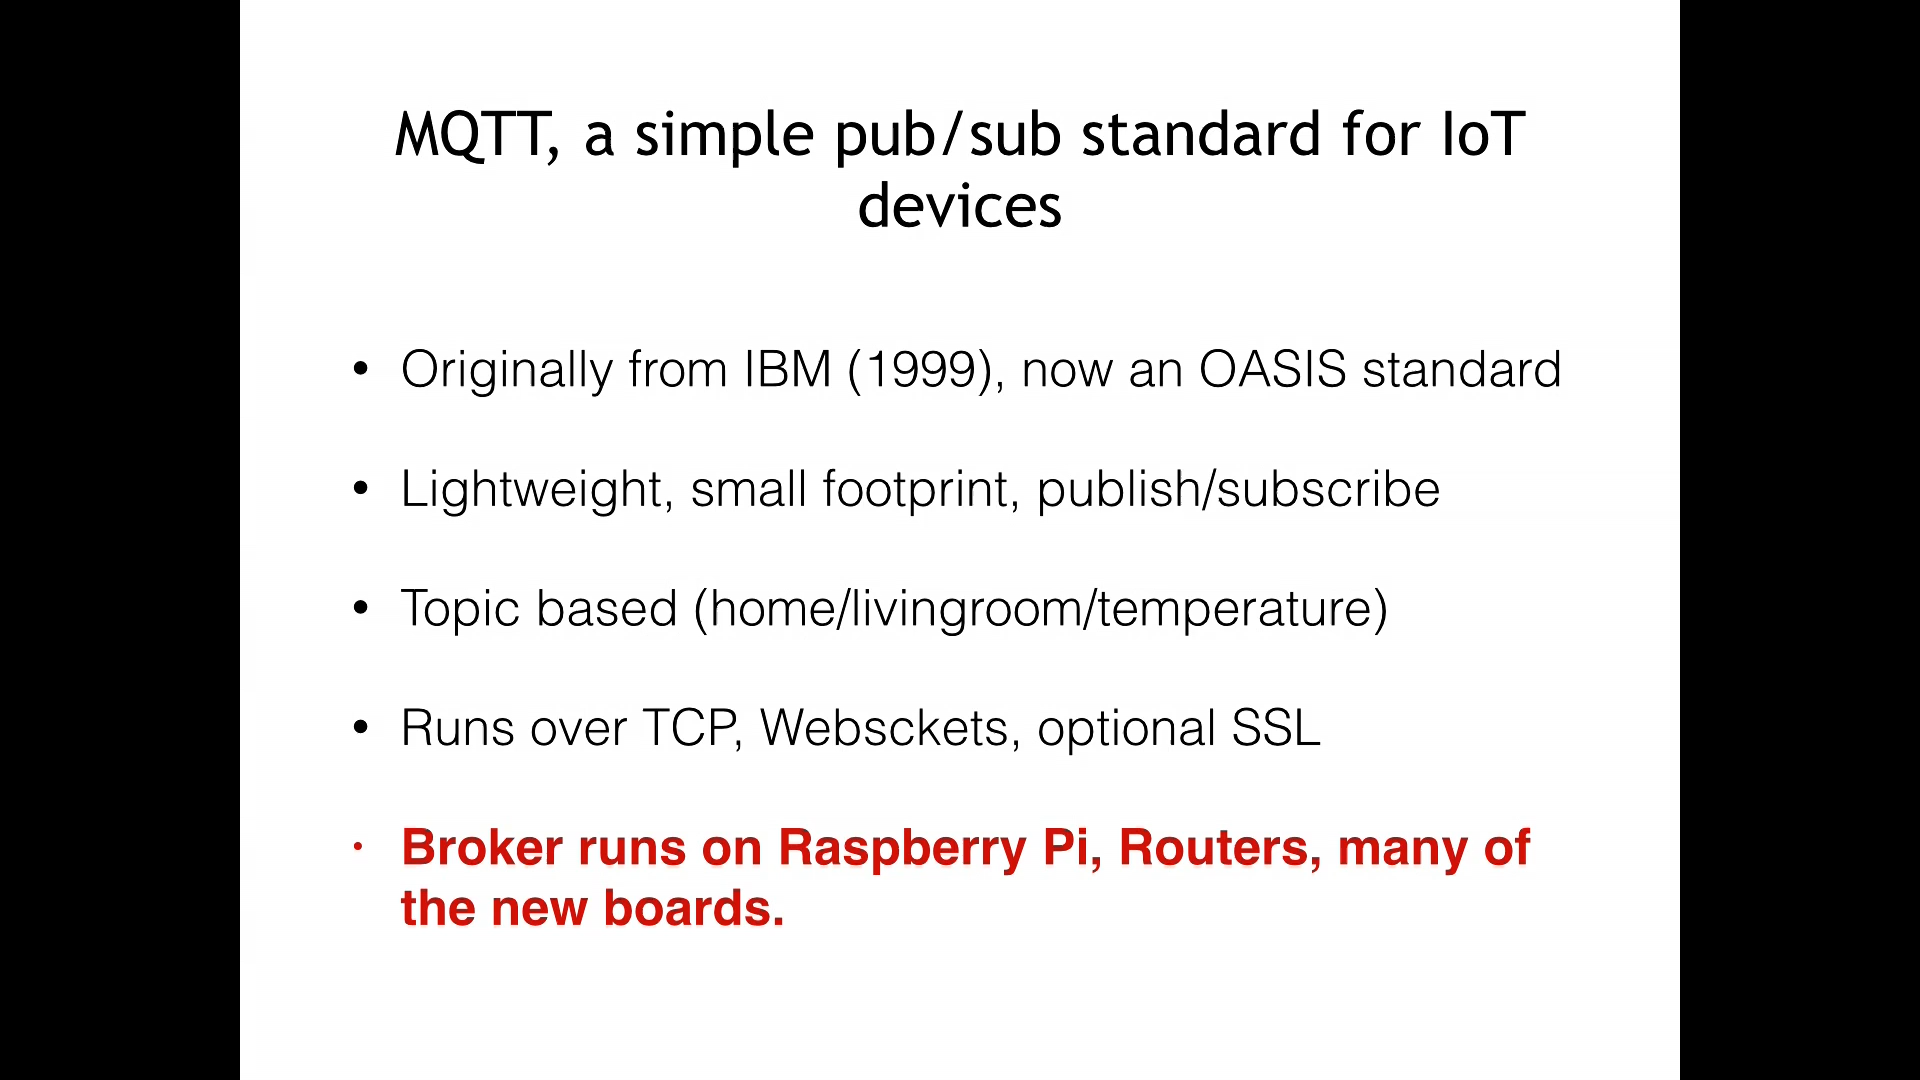 MQTT, a simple pub/sub standard for IoT
devices
• Originally from IBM (1999), now an OASIS standard
• Lightweight, small footprint, publish/subscribe
• Topic based (home/livingroom/temperature)
• Runs over TCP, Websckets, optional SSL
• Broker runs on Raspberry Pi, Routers, many of
the new boards.